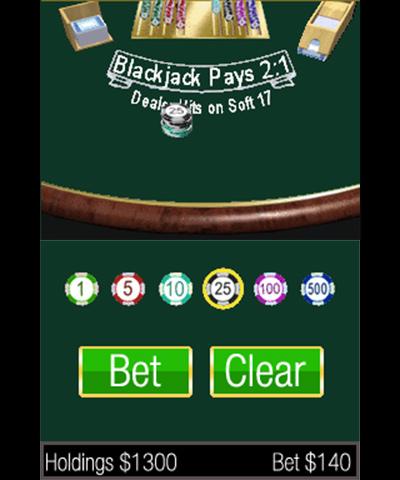 Blackjack Pays 2:1
Dealer Hits on Soft 17
25
1 5 10 25 100 500
Bet Clear
Holdings $1300 Bet $140